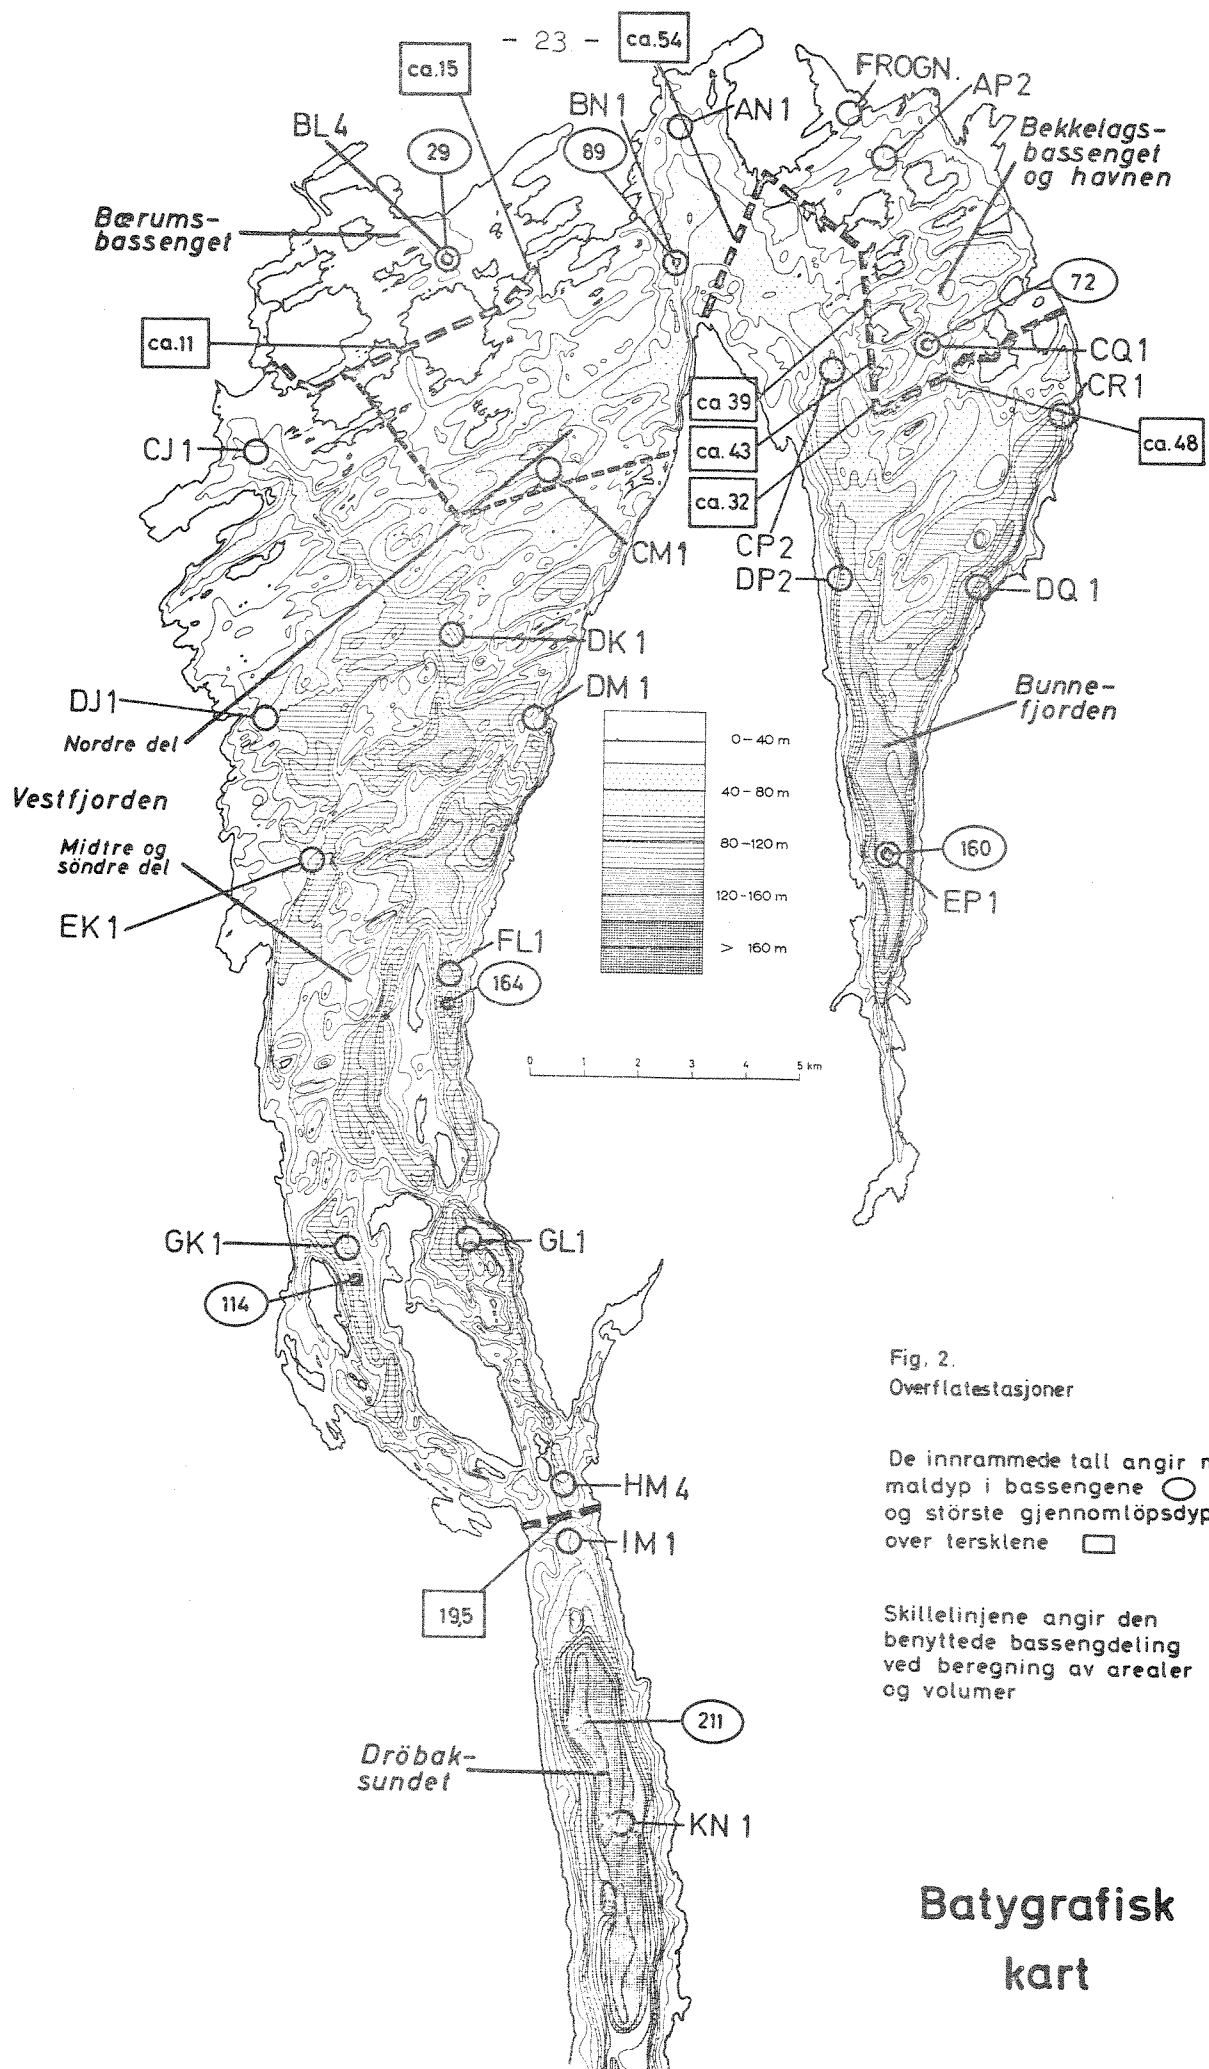 - 23 -
ca.54
ca.15
FROGN.
AP2
BN1
AN1
BL4
29
89
Bekkelags-
bassenget
og havnen
Bærums-
bassenget
72
ca.11
CQ1
CR1
ca 39
ca.43
ca.48
ca.32
CJ1
CP2
CM1
DP2
DQ1
DK1
DJ1
DM1
Bunne-
fjorden
Nordre del
0-40 m
40-80 m
80-120 m
120-160 m
> 160 m
Vestfjorden
Midtre og
söndre del
160
EP1
EK1
FL1
164
0 1 2 3 4 5 km
GK1
GL1
114
Fig. 2.
Overflatestasjoner
De innrammede tall angir
maldyp i bassengene
og störste gjennomlöpsdyp
over tersklene
HM4
IM1
19,5
Skillelinjene angir den
benyttede bassengdeling
ved beregning av arealer
og volumer
211
Dröbak-
sundet
KN1
Batygrafisk
kart